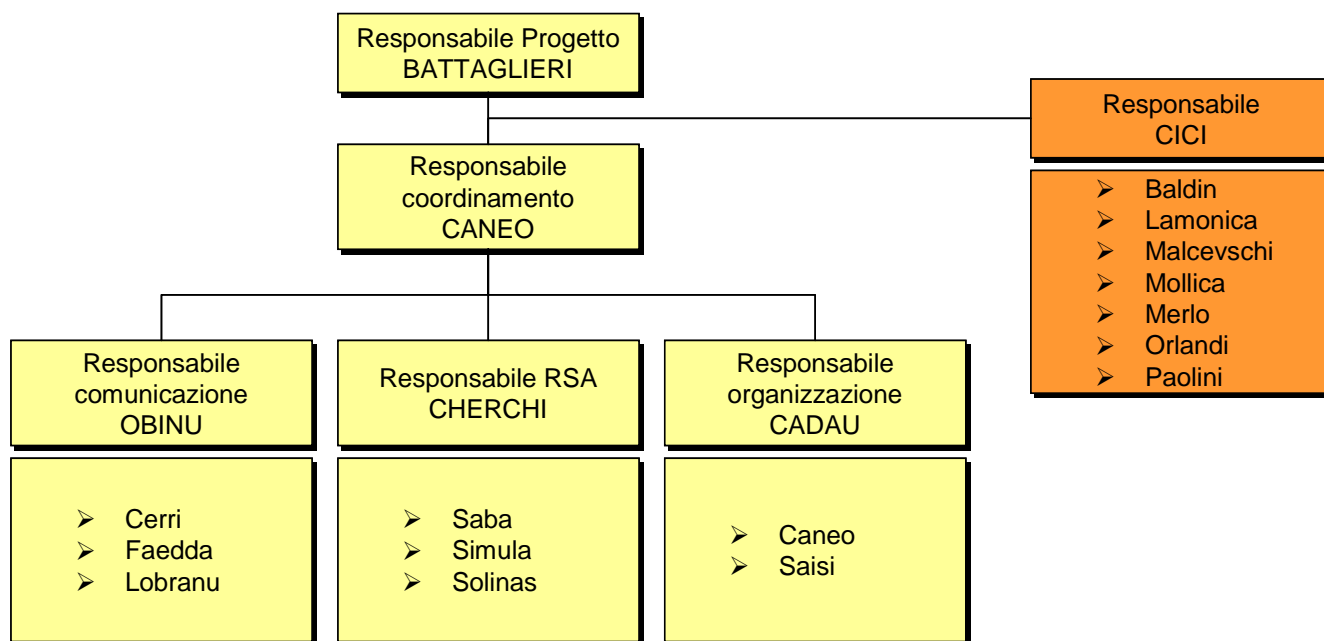 Responsabile Progetto
BATTAGLIERI
Responsabile
CICI
Responsabile
coordinamento
CANEO
➢ Baldin
➢ Lamonica
➢ Malcevschi
➢ Mollica
➢ Merlo
➢ Orlandi
➢ Paolini
Responsabile
comunicazione
OBINU
Responsabile RSA
CHERCHI
Responsabile
organizzazione
CADAU
➢ Cerri
➢ Faedda
➢ Lobranu
➢ Saba
➢ Simula
➢ Solinas
➢ Caneo
➢ Saisi